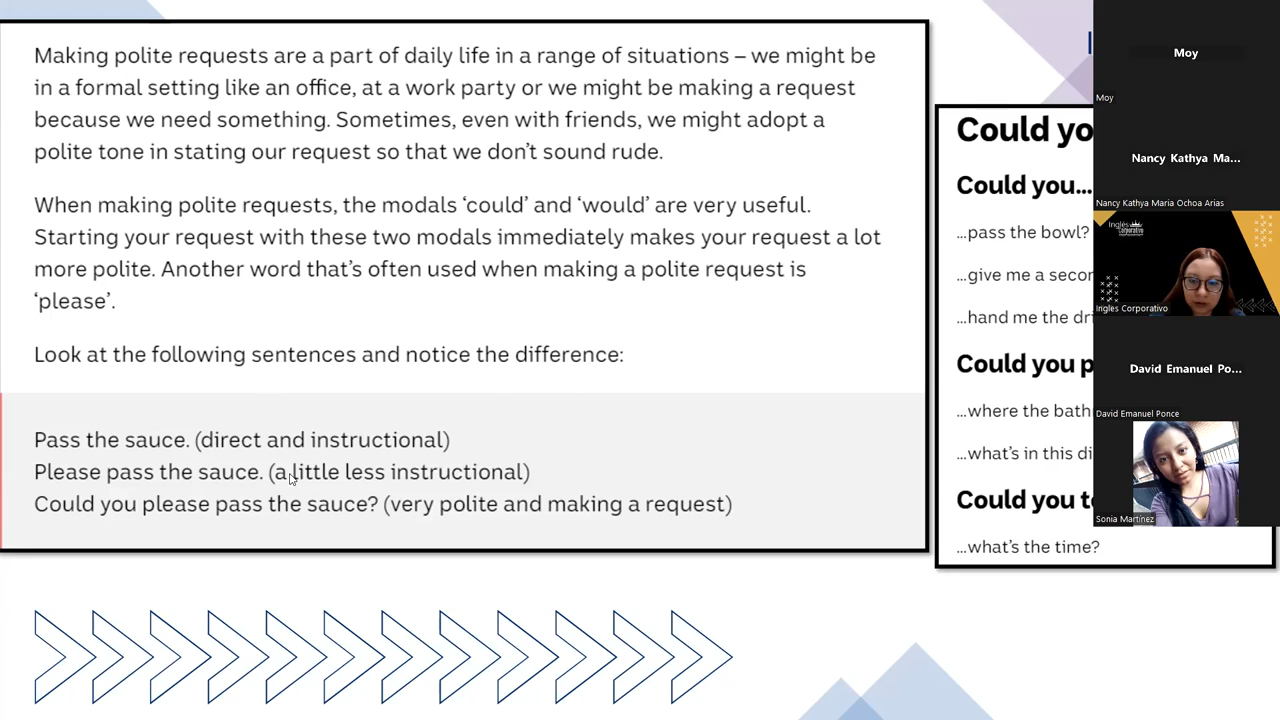 Making polite requests are a part of daily life in a range of situations – we might be
in a formal setting like an office, at a work party or we might be making a request
because we need something. Sometimes, even with friends, we might adopt a
polite tone in stating our request so that we don't sound rude.
When making polite requests, the modals 'could' and 'would' are very useful.
Starting your request with these two modals immediately makes your request a lot
more polite. Another word that's often used when making a polite request is
'please'.
Look at the following sentences and notice the difference:
Pass the sauce. (direct and instructional)
Please pass the sauce. (a little less instructional)
Could you please pass the sauce? (very polite and making a request)
Could
Could you...
...pass the bowl?
...give me a
...hand me the
Could you
...where the
...what's in this
Could you
...what's the time?
Moy
Moy
Nancy Kathya Ma...
Nancy Kathya Maria Ochoa Arias
Inglés
Corporativo
Ingles Corporativo
David Emanuel Po...
David Emanuel Ponce
Sonia Martínez